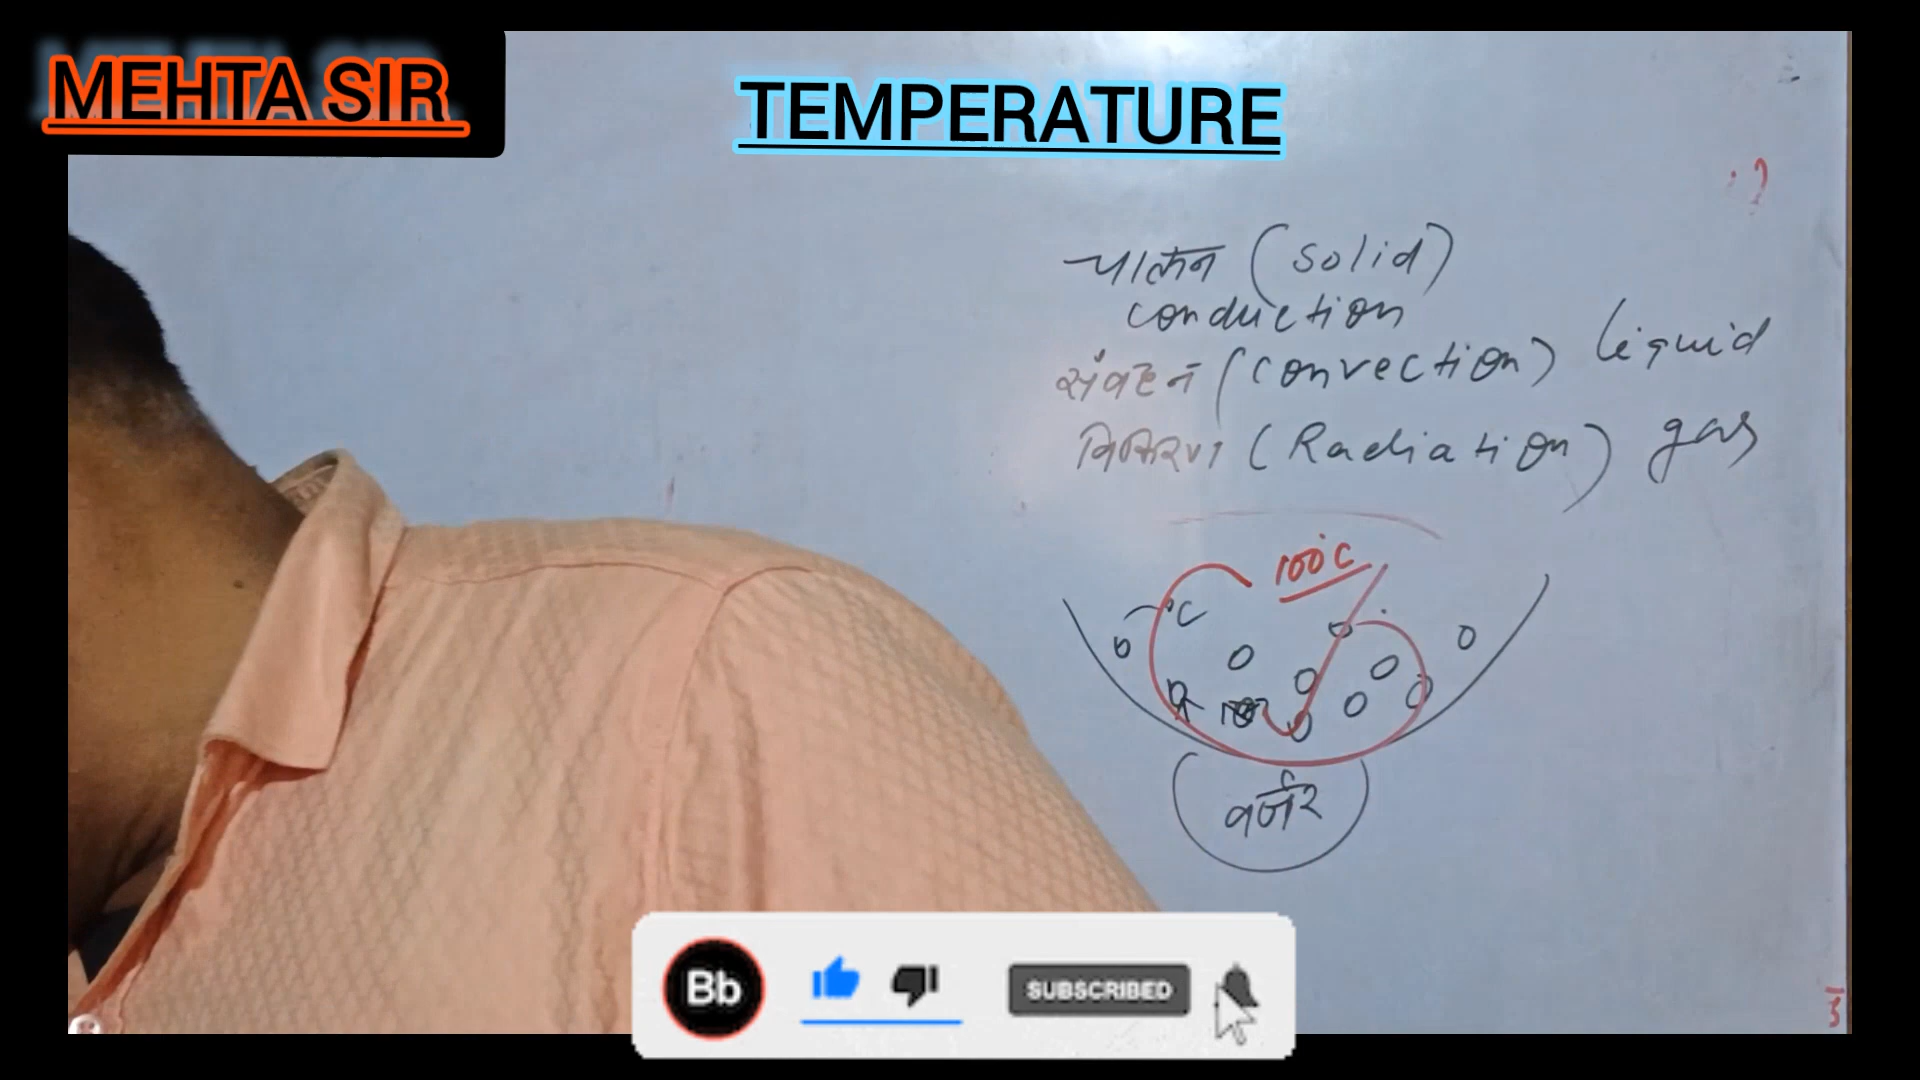 MEHTA SIR
TEMPERATURE
चालन (solid)
conduction
संवहन (convection) liquid
विकिरण (Radiation) gas
100°C
बर्नर
Bb
SUBSCRIBED